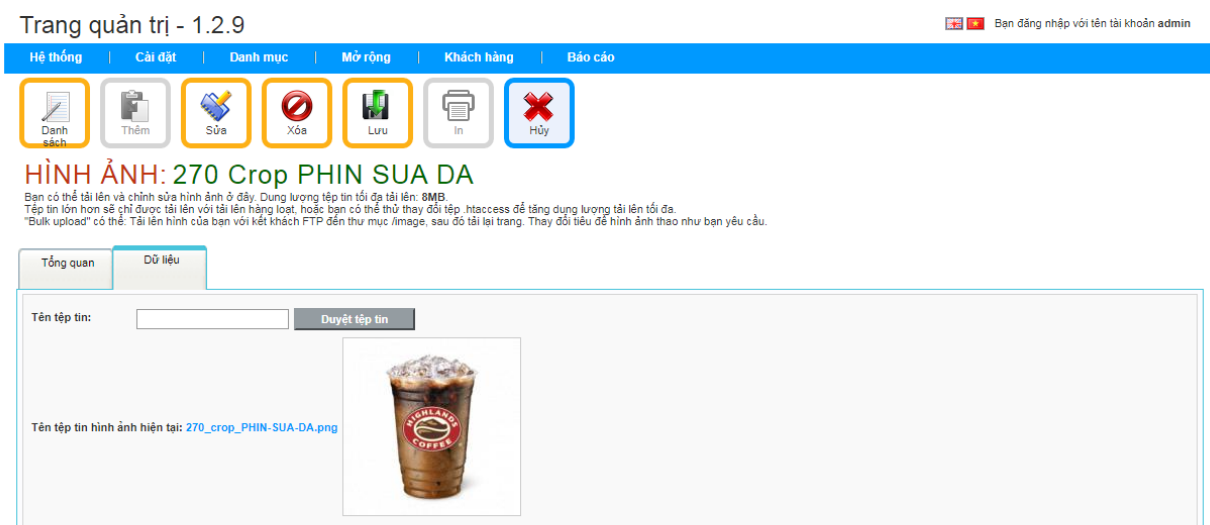 Trang quản trị - 1.2.9
Bạn đăng nhập với tên tài khoản admin
Hệ thống | Cài đặt | Danh mục | Mở rộng | Khách hàng | Báo cáo
Danh sách Thêm Sửa Xóa Lưu In Hủy
HÌNH ẢNH: 270 Crop PHIN SUA DA
Bạn có thể tải lên và chỉnh sửa hình ảnh ở đây. Dung lượng tệp tin tối đa tải lên: 8MB.
Tệp tin lớn hơn sẽ chỉ được tải lên với tải lên hàng loạt, hoặc bạn có thể thử thay đổi tệp .htaccess để tăng dung lượng tải lên tối đa.
"Bulk upload" có thể: Tải lên hình của bạn với kết khách FTP đến thư mục /image, sau đó tải lại trang. Thay đổi tiêu đề hình ảnh thao như bạn yêu cầu.
Tổng quan Dữ liệu
Tên tệp tin: Duyệt tệp tin
HIGHLANDS
COFFEE
Tên tệp tin hình ảnh hiện tại: 270_crop_PHIN-SUA-DA.png